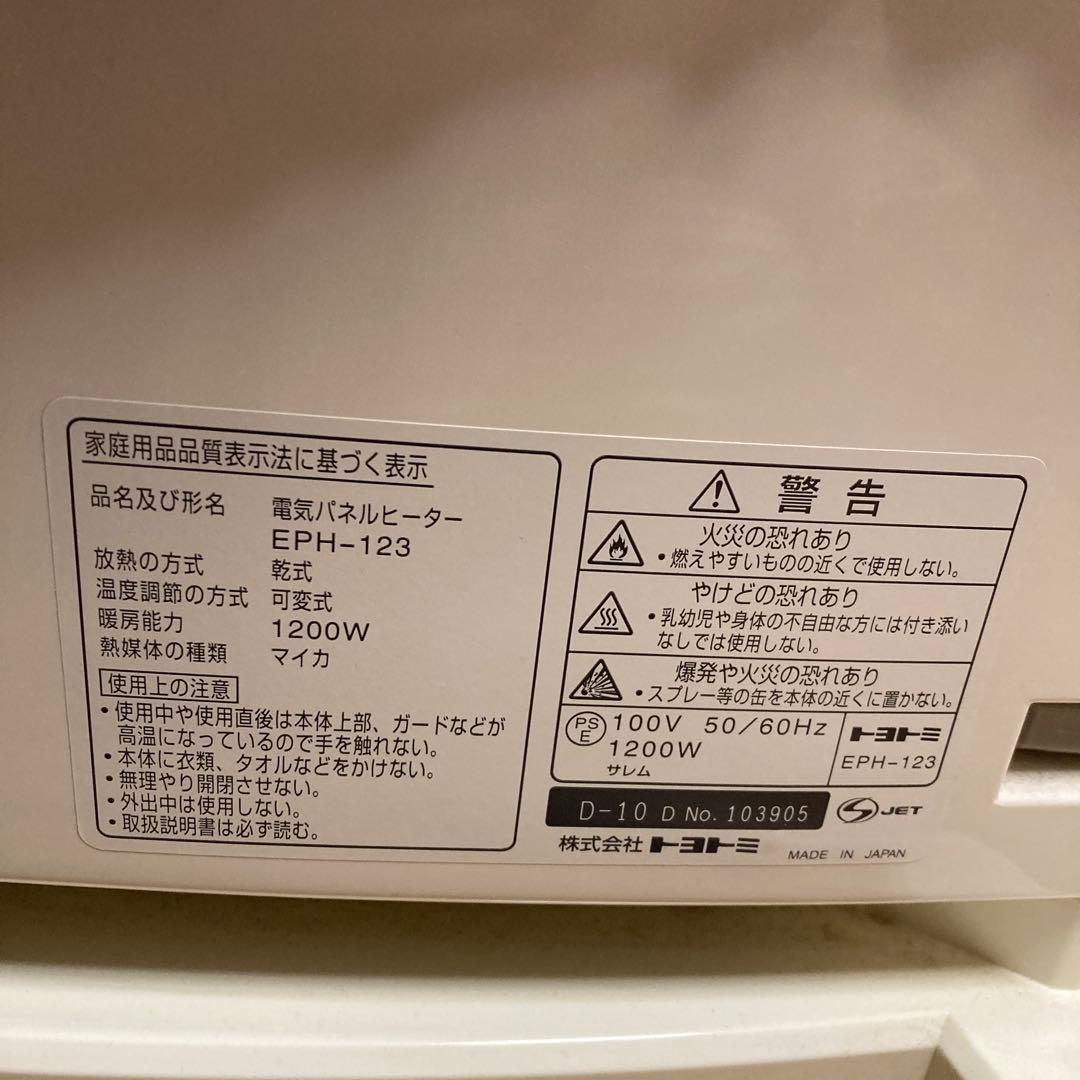 家庭用品品質表示法に基づく表示
品名及び形名 電気パネルヒーター
EPH-123
放熱の方式 乾式
温度調節の方式 可変式
暖房能力 1200W
熱媒体の種類 マイカ
使用上の注意
・使用中や使用直後は本体上部、ガードなどが
高温になっているので手を触れない。
・本体に衣類、タオルなどをかけない。
・無理やり開閉させない。
・外出中は使用しない。
・取扱説明書は必ず読む。
警告
火災の恐れあり
・燃えやすいものの近くで使用しない。
やけどの恐れあり
・乳幼児や身体の不自由な方には付き添い
なしでは使用しない。
爆発や火災の恐れあり
・スプレー等の缶を本体の近くに置かない。
PS
E
100V 50/60Hz
1200W
サレム
トヨトミ
EPH-123
D-10 D No. 103905
S JET
株式会社トヨトミ
MADE IN JAPAN